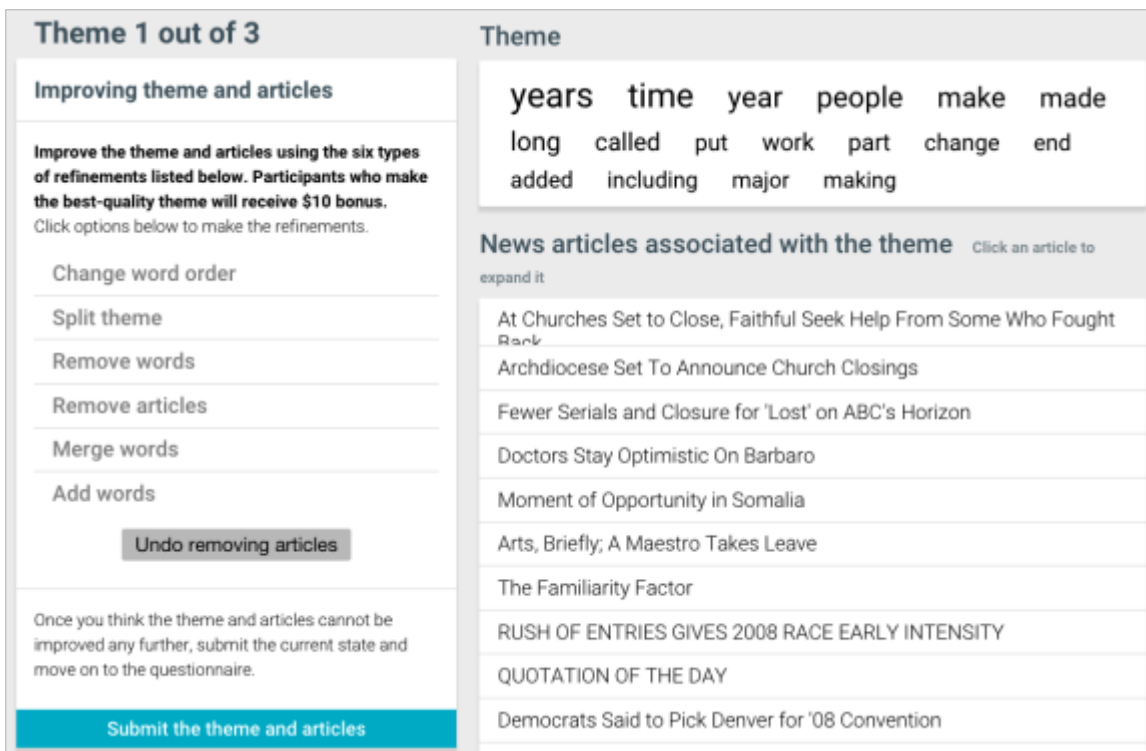 Theme 1 out of 3
Improving theme and articles
Improve the theme and articles using the six types
of refinements listed below. Participants who make
the best-quality theme will receive $10 bonus.
Click options below to make the refinements.
Change word order
Split theme
Remove words
Remove articles
Merge words
Add words
Undo removing articles
Once you think the theme and articles cannot be
improved any further, submit the current state and
move on to the questionnaire.
Submit the theme and articles
Theme
years time year people make made
long called put work part change end
added including major making
News articles associated with the theme Click an article to
expand it
At Churches Set to Close, Faithful Seek Help From Some Who Fought
Back
Archdiocese Set To Announce Church Closings
Fewer Serials and Closure for 'Lost' on ABC's Horizon
Doctors Stay Optimistic On Barbaro
Moment of Opportunity in Somalia
Arts, Briefly; A Maestro Takes Leave
The Familiarity Factor
RUSH OF ENTRIES GIVES 2008 RACE EARLY INTENSITY
QUOTATION OF THE DAY
Democrats Said to Pick Denver for '08 Convention